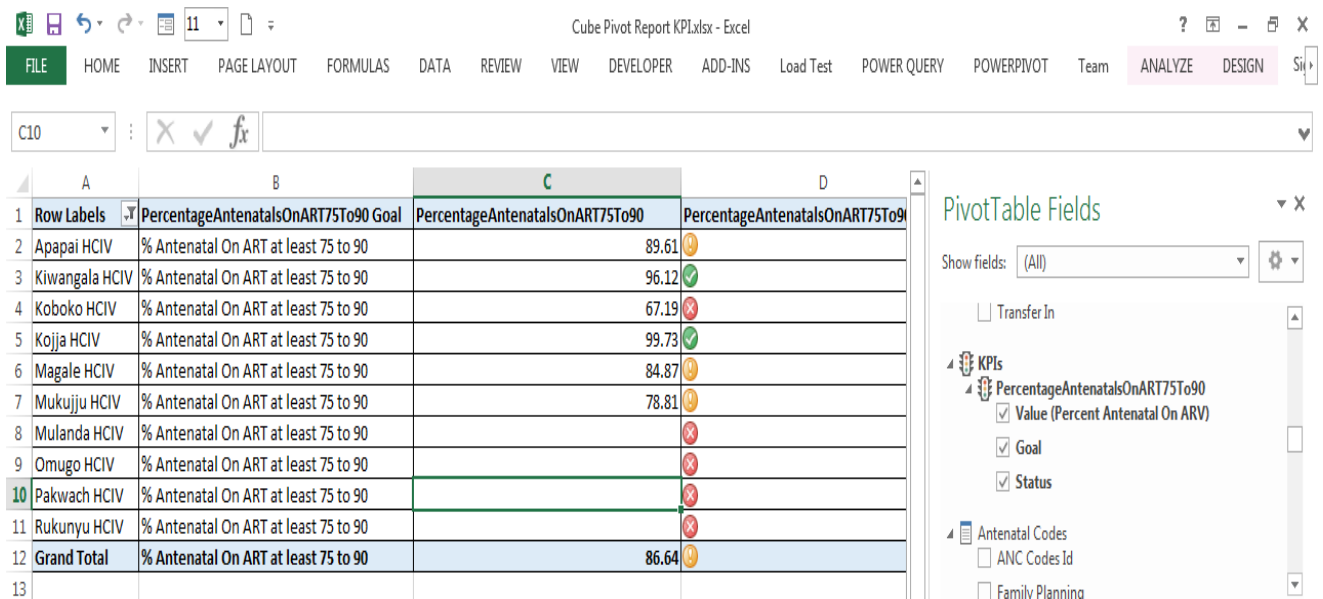 11
Cube Pivot Report KPI.xlsx - Excel
FILE HOME INSERT PAGE LAYOUT FORMULAS DATA REVIEW VIEW DEVELOPER ADD-INS Load Test POWER QUERY POWERPIVOT Team ANALYZE DESIGN
C10 fx
A B C D
1 Row Labels PercentageAntenatalsOnART75To90 Goal PercentageAntenatalsOnART75To90 PercentageAntenatalsOnART75To90
2 Apapai HCIV % Antenatal On ART at least 75 to 90 89.61
3 Kiwangala HCIV % Antenatal On ART at least 75 to 90 96.12
4 Koboko HCIV % Antenatal On ART at least 75 to 90 67.19
5 Kojja HCIV % Antenatal On ART at least 75 to 90 99.73
6 Magale HCIV % Antenatal On ART at least 75 to 90 84.87
7 Mukujju HCIV % Antenatal On ART at least 75 to 90 78.81
8 Mulanda HCIV % Antenatal On ART at least 75 to 90
9 Omugo HCIV % Antenatal On ART at least 75 to 90
10 Pakwach HCIV % Antenatal On ART at least 75 to 90
11 Rukunyu HCIV % Antenatal On ART at least 75 to 90
12 Grand Total % Antenatal On ART at least 75 to 90 86.64
13
PivotTable Fields
Show fields: (All)
Transfer In
KPIs
PercentageAntenatalsOnART75To90
Value (Percent Antenatal On ARV)
Goal
Status
Antenatal Codes
ANC Codes Id
Family Planning